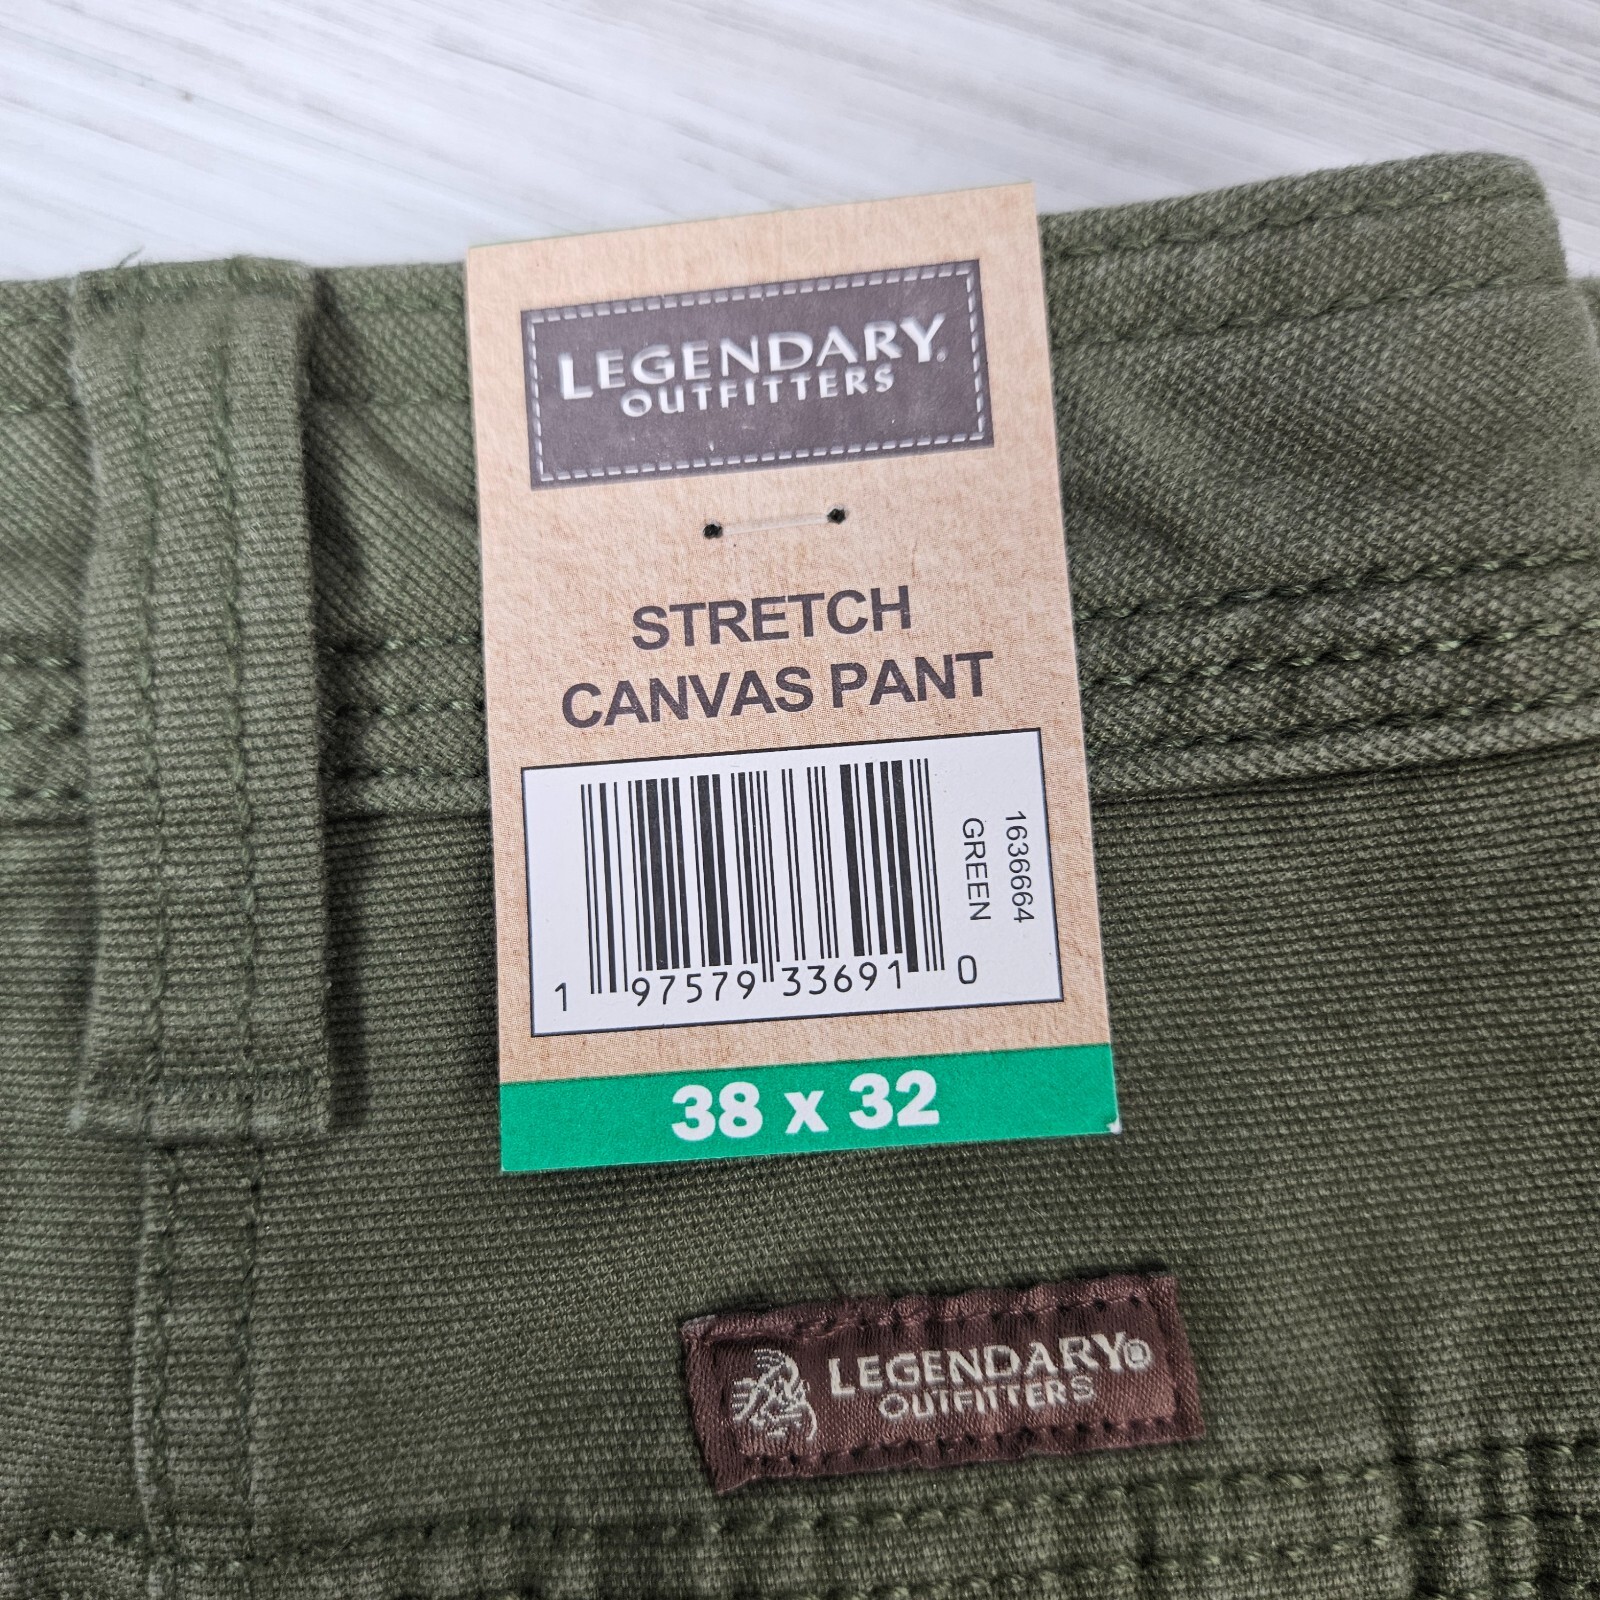 LEGENDARY®
OUTFITTERS
STRETCH
CANVAS PANT
1636664
GREEN
1 97579 33691 0
38 x 32
LEGENDARY®
OUTFITTERS